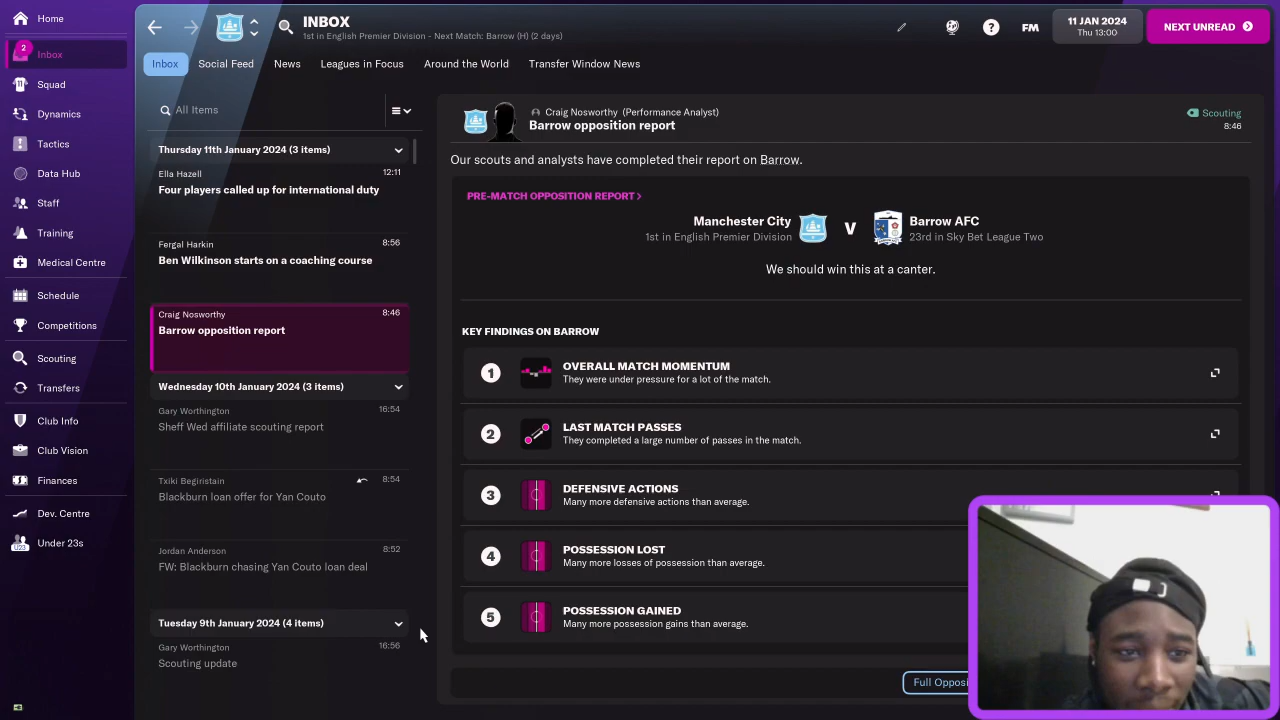 Home
2
Inbox
Squad
Dynamics
Tactics
Data Hub
Staff
Training
Medical Centre
Schedule
Competitions
Scouting
Transfers
Club Info
Club Vision
Finances
Dev. Centre
U23
Under 23s
INBOX
1st in English Premier Division - Next Match: Barrow (H) (2 days)
?
FM
11 JAN 2024
Thu 13:00
NEXT UNREAD
Inbox
Social Feed
News
Leagues in Focus
Around the World
Transfer Window News
All Items
Thursday 11th January 2024 (3 items)
Ella Hazell
12:11
Four players called up for international duty
Fergal Harkin
8:56
Ben Wilkinson starts on a coaching course
Craig Nosworthy
8:46
Barrow opposition report
Wednesday 10th January 2024 (3 items)
Gary Worthington
16:54
Sheff Wed affiliate scouting report
Txiki Begiristain
8:54
Blackburn loan offer for Yan Couto
Jordan Anderson
8:52
FW: Blackburn chasing Yan Couto loan deal
Tuesday 9th January 2024 (4 items)
Gary Worthington
16:56
Scouting update
Craig Nosworthy (Performance Analyst)
Barrow opposition report
Scouting
8:46
Our scouts and analysts have completed their report on Barrow.
PRE-MATCH OPPOSITION REPORT >
Manchester City
1st in English Premier Division
V
Barrow AFC
23rd in Sky Bet League Two
We should win this at a canter.
KEY FINDINGS ON BARROW
1
OVERALL MATCH MOMENTUM
They were under pressure for a lot of the match.
2
LAST MATCH PASSES
They completed a large number of passes in the match.
3
DEFENSIVE ACTIONS
Many more defensive actions than average.
4
POSSESSION LOST
Many more losses of possession than average.
5
POSSESSION GAINED
Many more possession gains than average.
Full Opposi